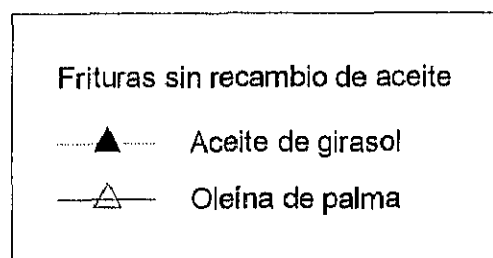 Frituras sin recambio de aceite
Aceite de girasol
Oleína de palma